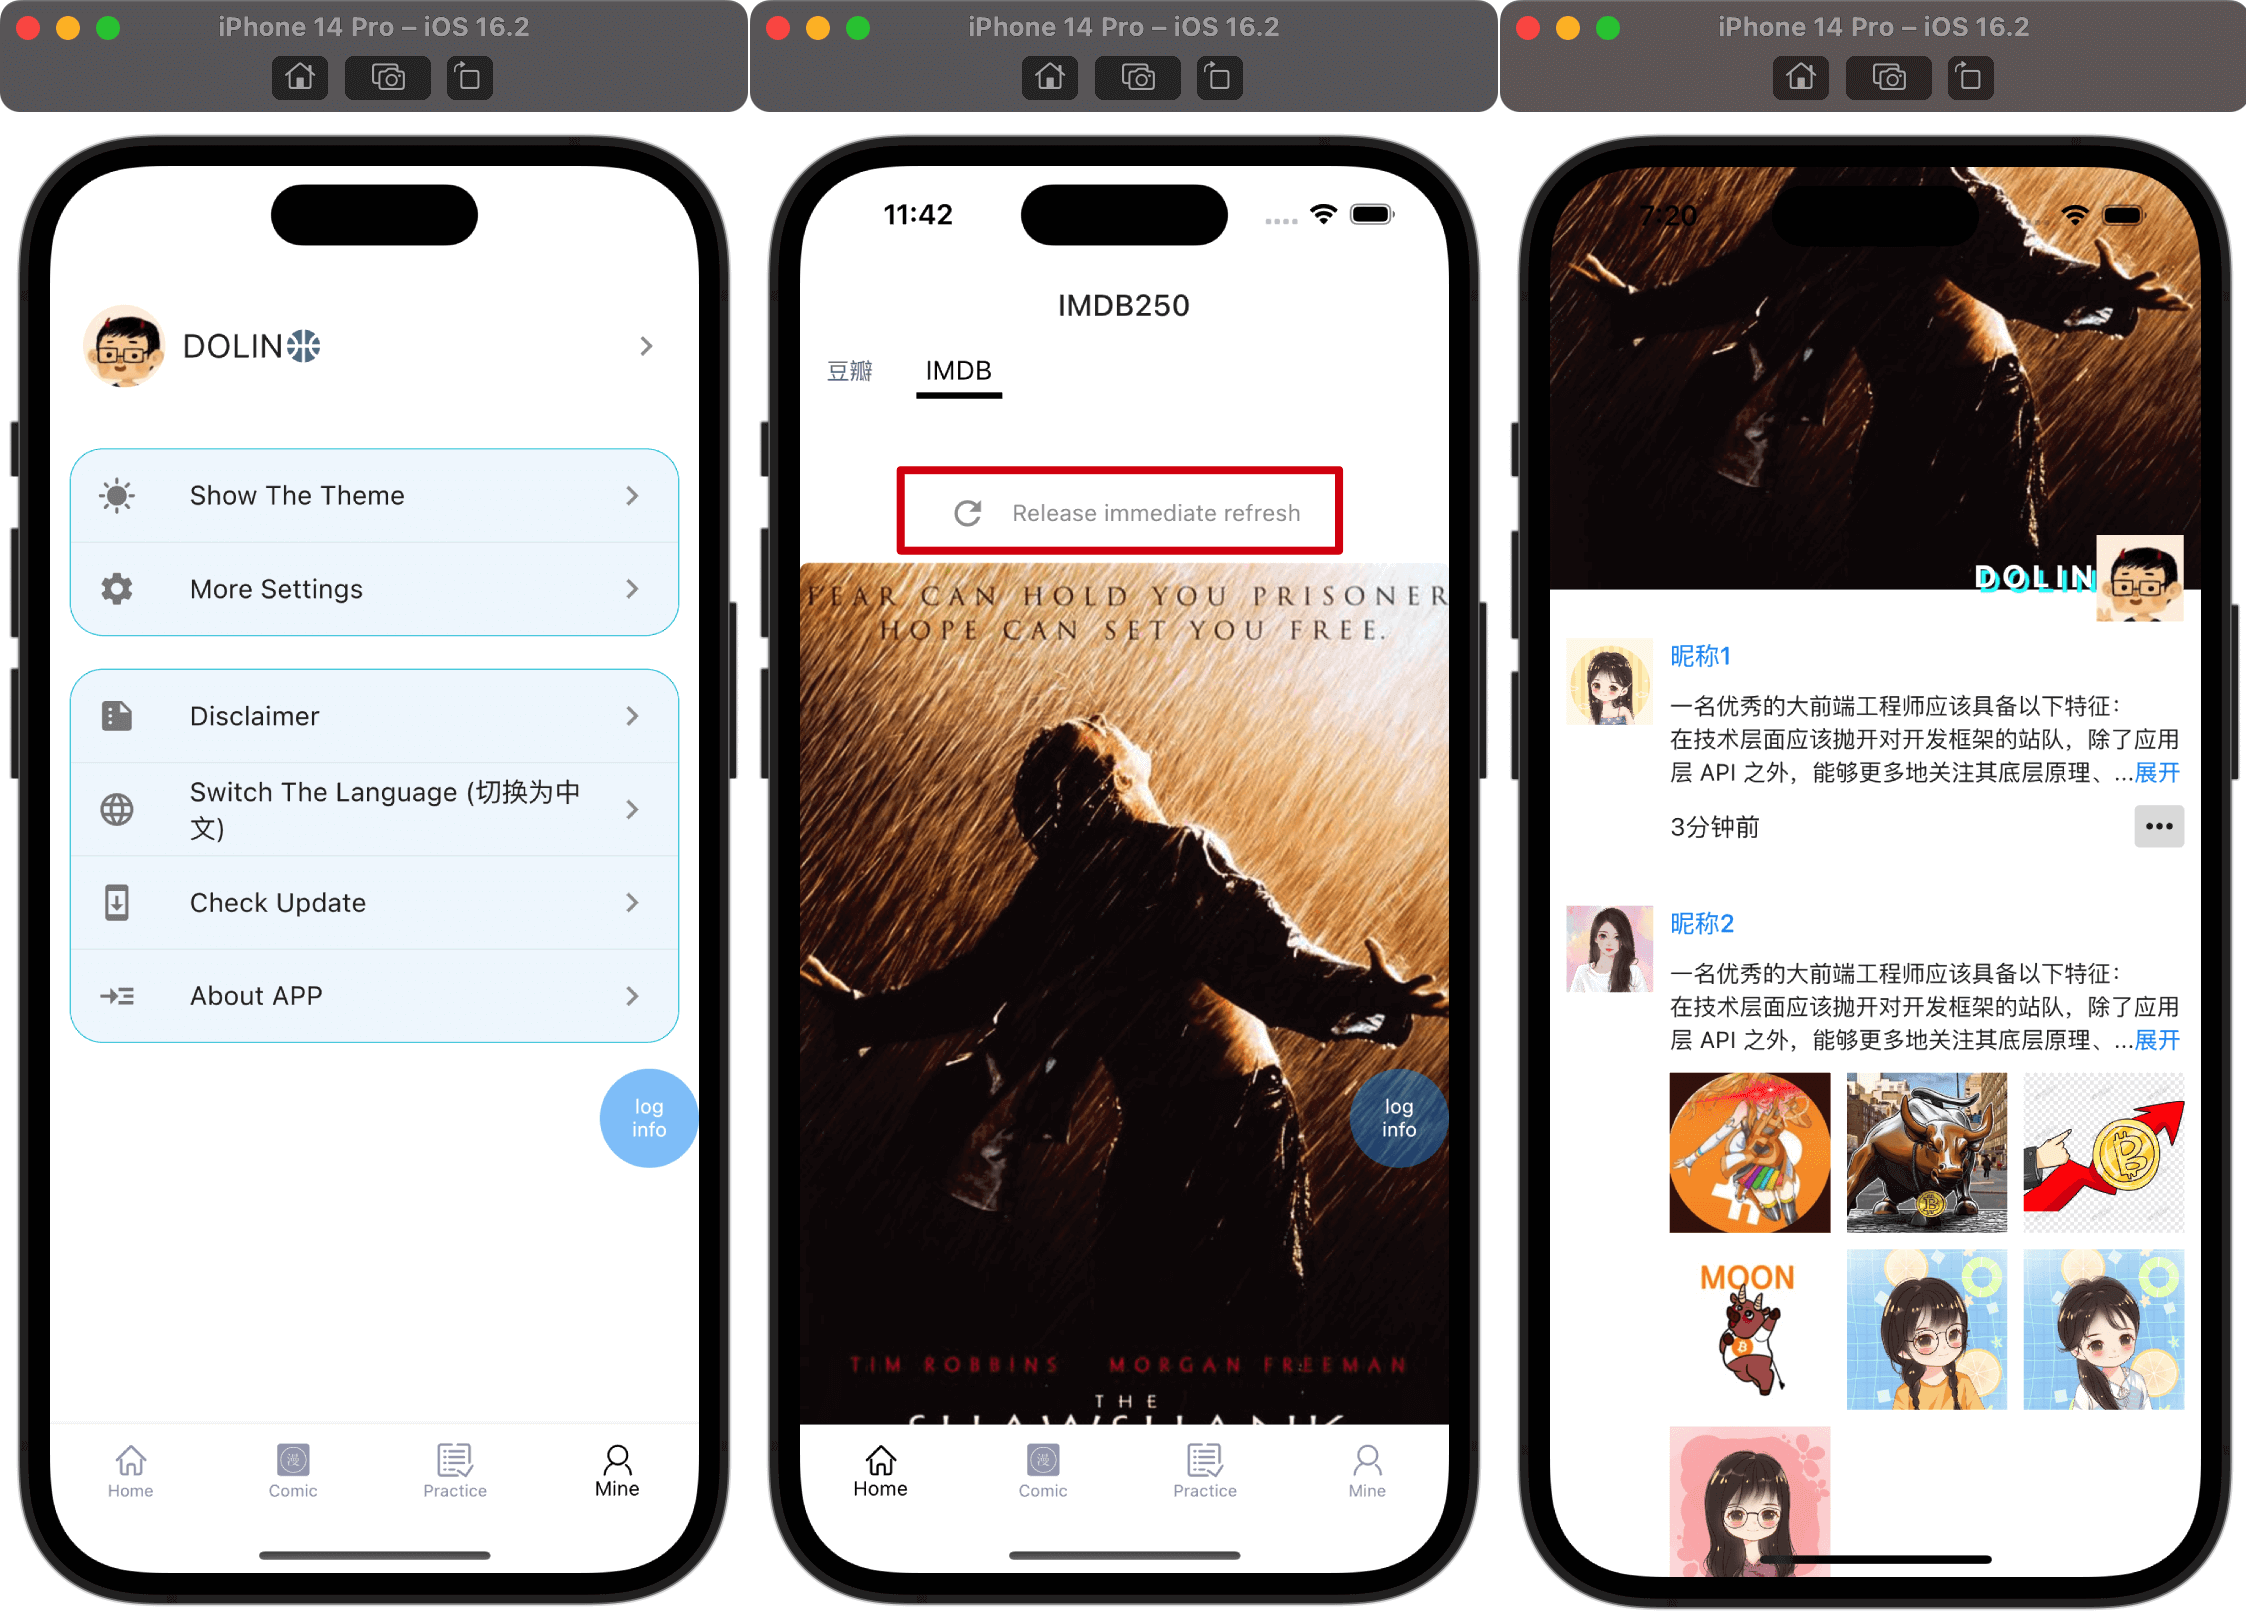 iPhone 14 Pro – iOS 16.2
DOLIN
Show The Theme
More Settings
Disclaimer
Switch The Language (切换为中
文)
Check Update
About APP
log
info
Home
漫
Comic
Practice
Mine
iPhone 14 Pro – iOS 16.2
11:42
IMDB250
豆瓣
IMDB
Release immediate refresh
FEAR CAN HOLD YOU PRISONER
HOPE CAN SET YOU FREE.
log
info
TIM ROBBINS MORGAN FREEMAN
THE
SHAWSHANK
Home
漫
Comic
Practice
Mine
iPhone 14 Pro – iOS 16.2
7:20
DOLIN
昵称1
一名优秀的大前端工程师应该具备以下特征：
在技术层面应该抛开对开发框架的站队，除了应用
层 API 之外，能够更多地关注其底层原理、...展开
3分钟前
昵称2
一名优秀的大前端工程师应该具备以下特征：
在技术层面应该抛开对开发框架的站队，除了应用
层 API 之外，能够更多地关注其底层原理、...展开
MOON